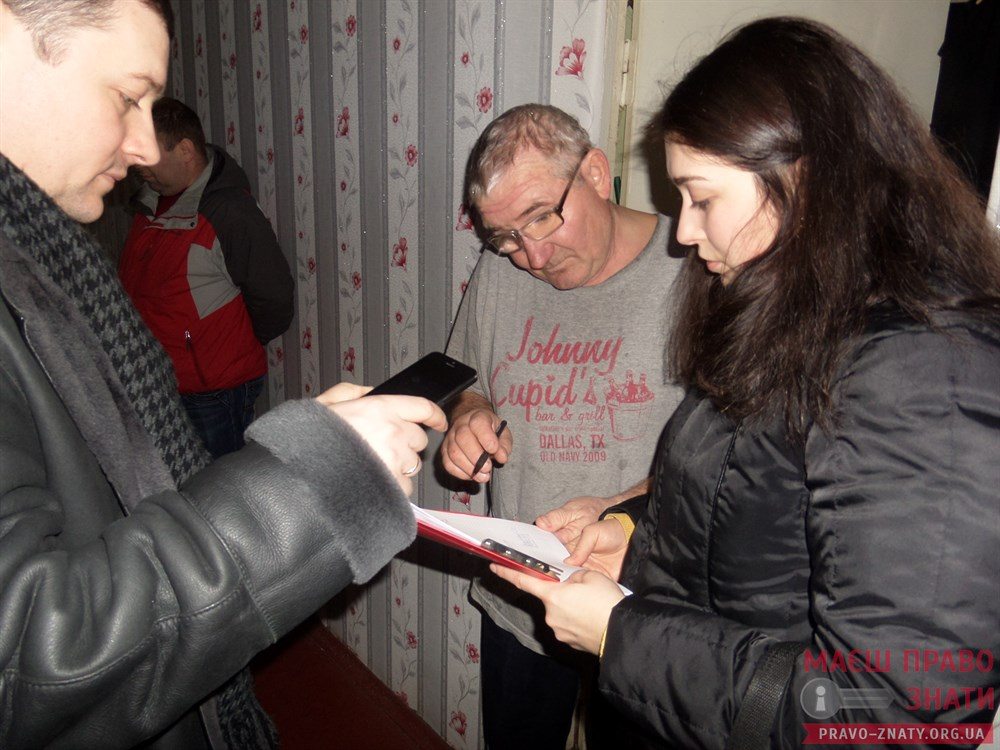 Johnny
Cupid's
bar & grill
DALLAS, TX
OLD NAVY 2009
МАЄШ ПРАВО
ЗНАТИ
PRAVO-ZNATY.ORG.UA